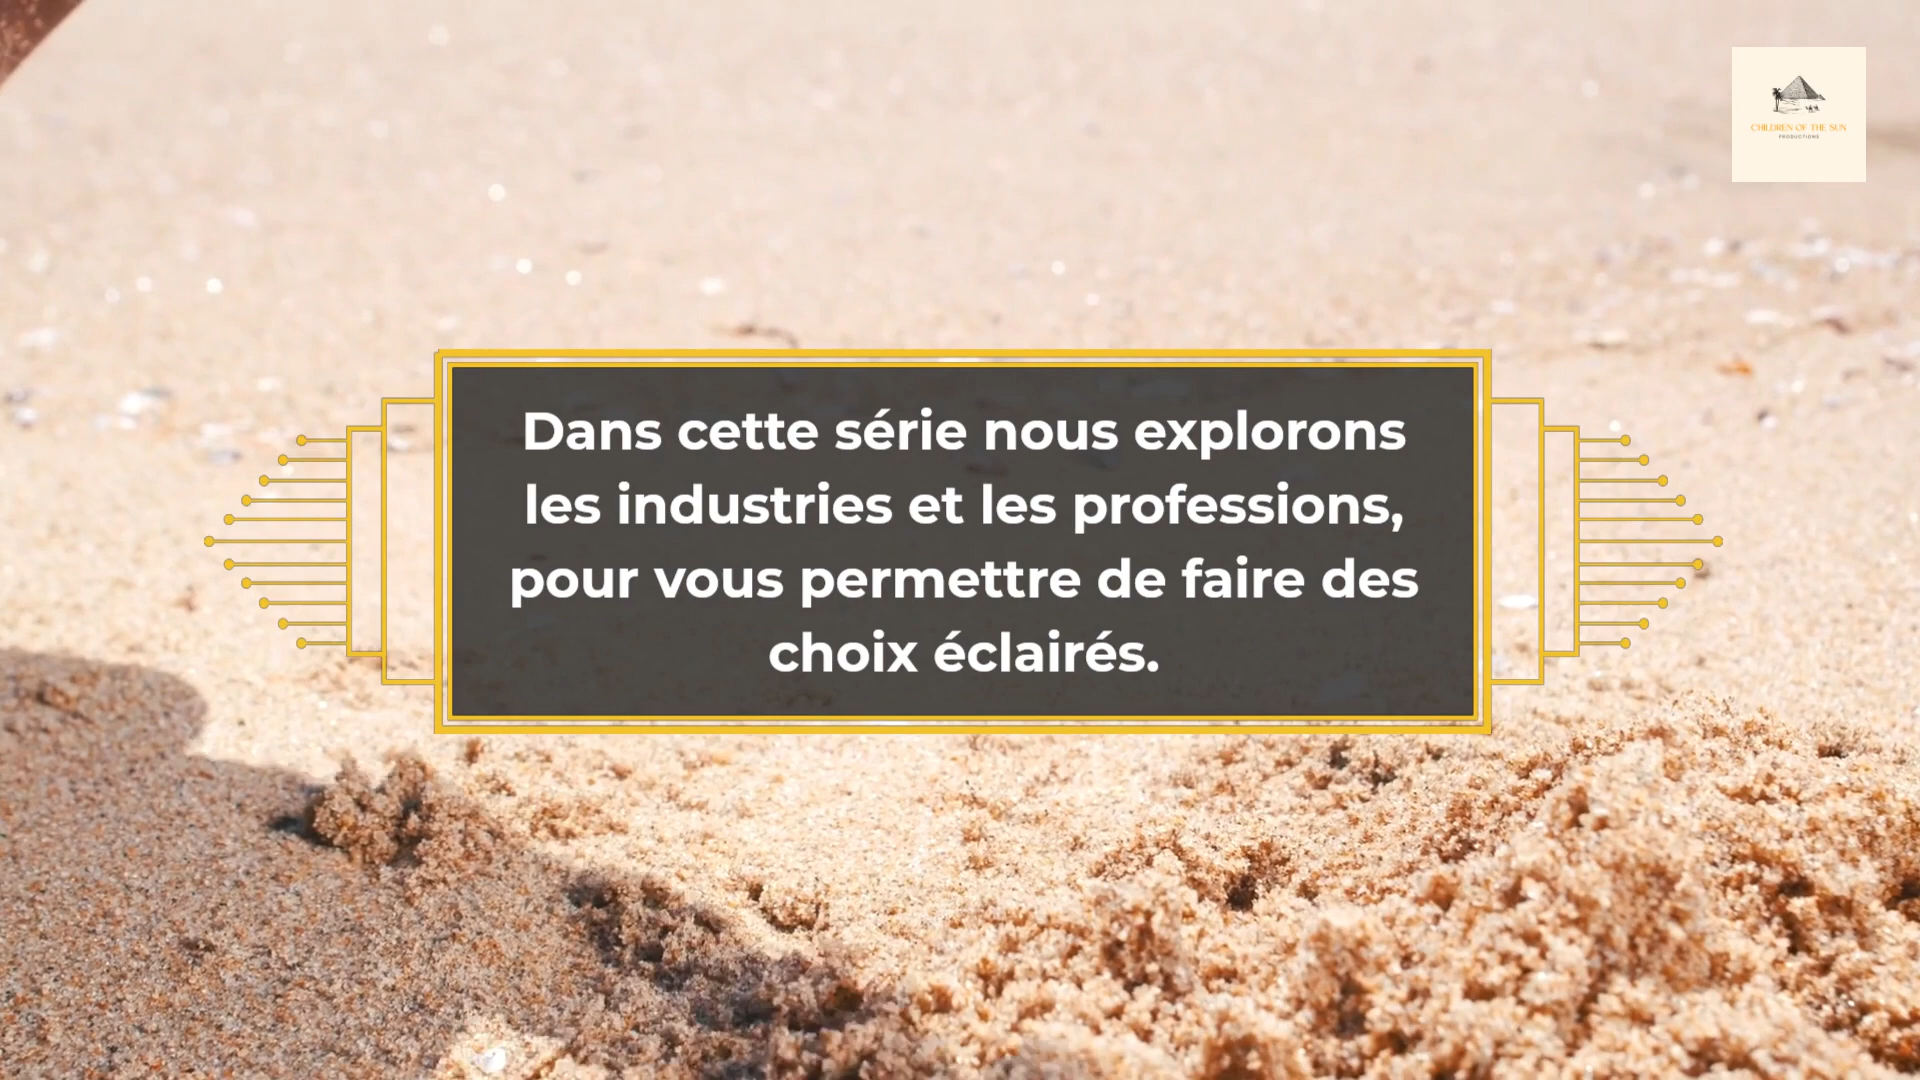 CHILDREN OF THE SUN
PRODUCTIONS
Dans cette série nous explorons
les industries et les professions,
pour vous permettre de faire des
choix éclairés.